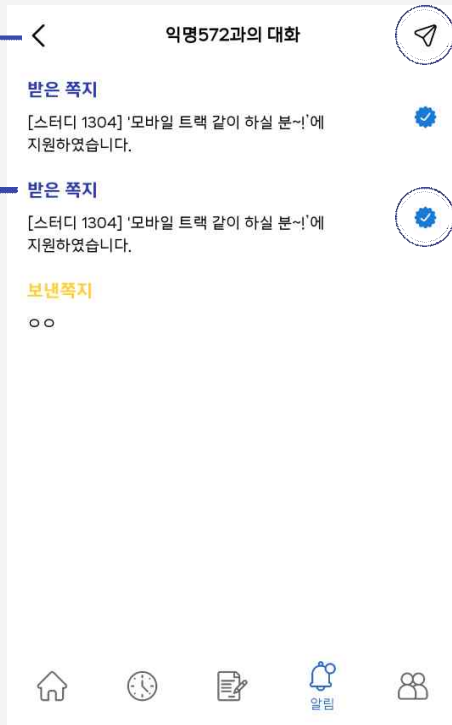 익명572과의 대화
받은 쪽지
[스터디 1304] '모바일 트랙 같이 하실 분~!'에
지원하였습니다.
받은 쪽지
[스터디 1304] '모바일 트랙 같이 하실 분~!'에
지원하였습니다.
보낸쪽지
ㅇㅇ
알림